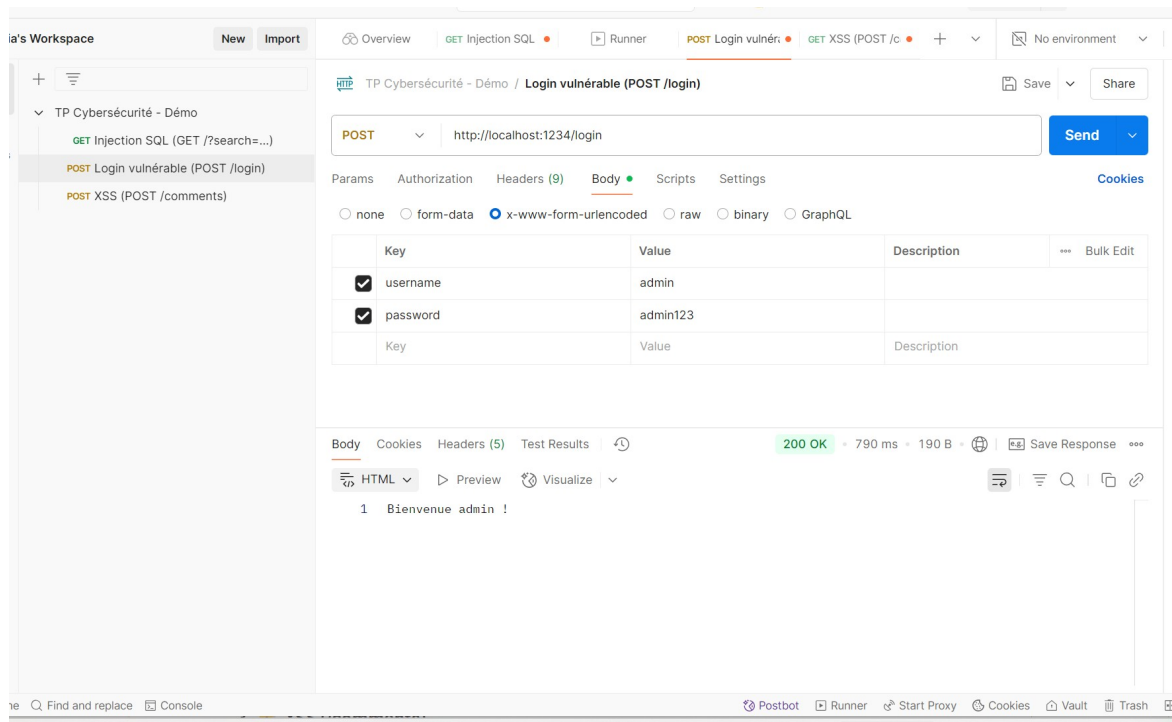 ia's Workspace New Import
Overview GET Injection SQL Runner POST Login vulnér GET XSS (POST /c No environment
TP Cybersécurité - Démo / Login vulnérable (POST /login) Save Share
TP Cybersécurité - Démo
GET Injection SQL (GET /?search=...)
POST Login vulnérable (POST /login)
POST XSS (POST /comments)
POST http://localhost:1234/login Send
Params Authorization Headers (9) Body Scripts Settings Cookies
none form-data x-www-form-urlencoded raw binary GraphQL
Key Value Description Bulk Edit
username admin
password admin123
Key Value Description
Body Cookies Headers (5) Test Results 200 OK 790 ms 190 B e.g. Save Response
HTML Preview Visualize
1 Bienvenue admin !
ne Find and replace Console Postbot Runner Start Proxy Cookies Vault Trash